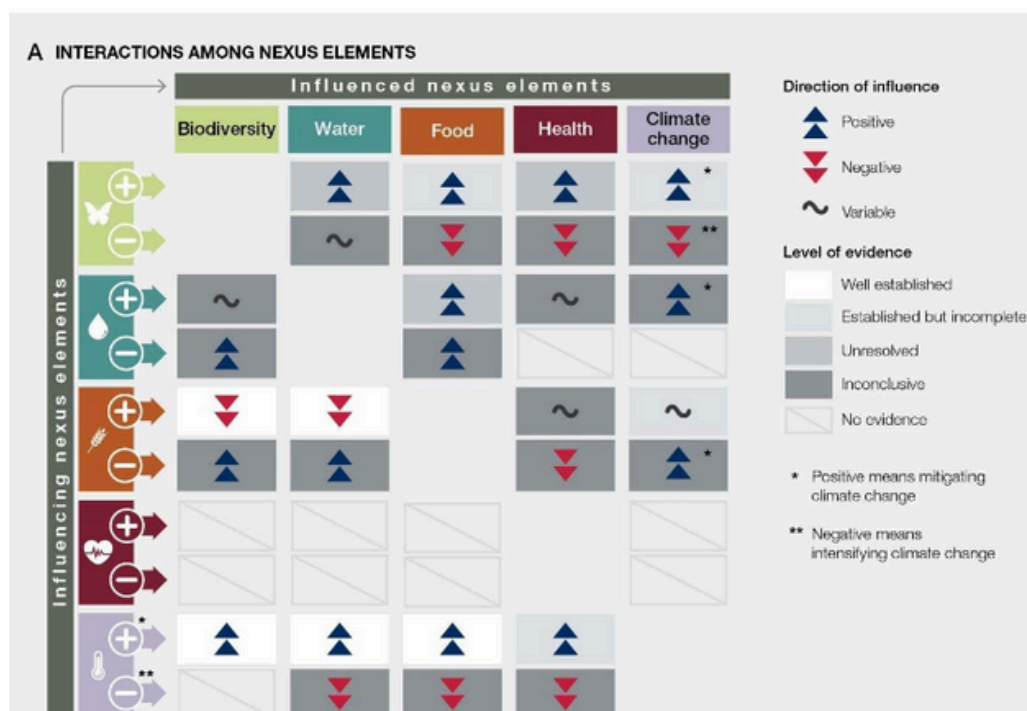 A INTERACTIONS AMONG NEXUS ELEMENTS
Influenced nexus elements
Biodiversity
Water
Food
Health
Climate
change
Influencing nexus elements
*
**
*
*
*
**
Direction of influence
Positive
Negative
Variable
Level of evidence
Well established
Established but incomplete
Unresolved
Inconclusive
No evidence
* Positive means mitigating
climate change
** Negative means
intensifying climate change